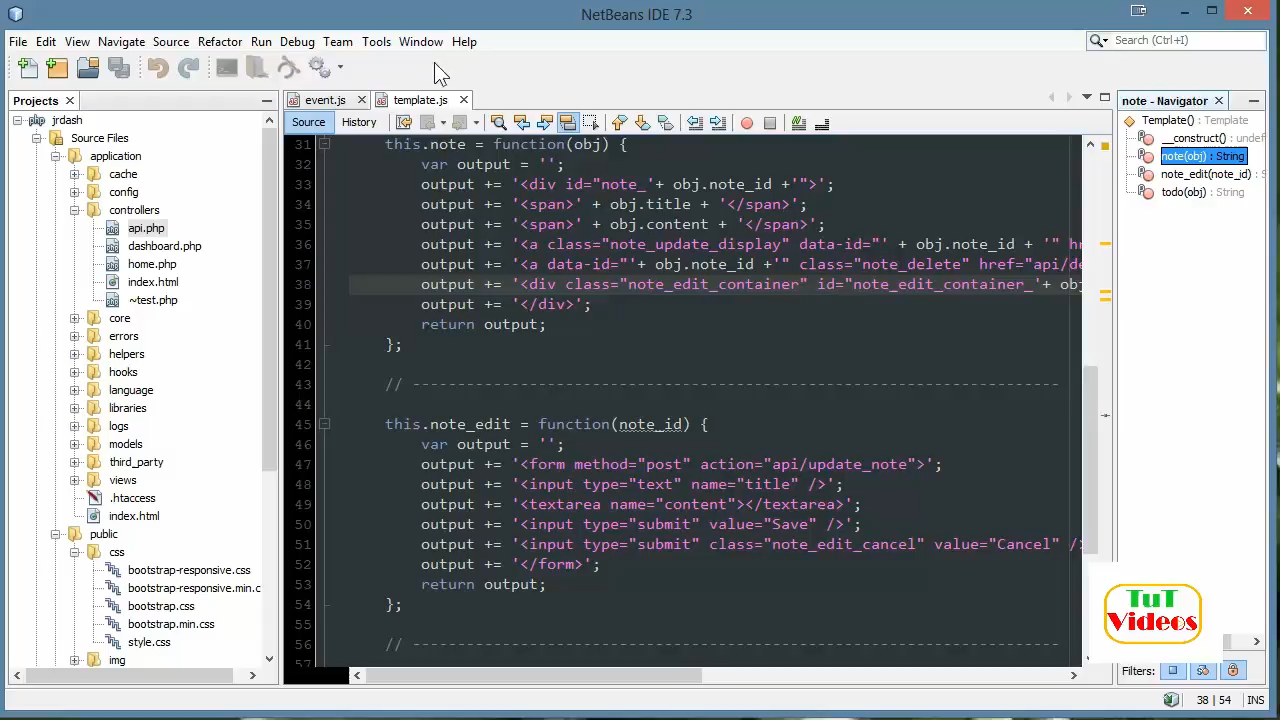 NetBeans IDE 7.3
File Edit View Navigate Source Refactor Run Debug Team Tools Window Help
Search (Ctrl+I)
Projects
event.js
template.js
note - Navigator
Source
History
jrdash
Source Files
application
cache
config
controllers
api.php
dashboard.php
home.php
index.html
~test.php
core
errors
helpers
hooks
language
libraries
logs
models
third_party
views
.htaccess
index.html
public
css
bootstrap-responsive.css
bootstrap-responsive.min.c
bootstrap.css
bootstrap.min.css
style.css
img
31 this.note = function(obj) {
32 var output = '';
33 output += '<div id="note_'+ obj.note_id +'">';
34 output += '<span>' + obj.title + '</span>';
35 output += '<span>' + obj.content + '</span>';
36 output += '<a class="note_update_display" data-id="' + obj.note_id + '" hr
37 output += '<a data-id="'+ obj.note_id +'" class="note_delete" href="api/de
38 output += '<div class="note_edit_container" id="note_edit_container_'+ obj
39 output += '</div>';
40 return output;
41 };
42
43 // ------------------------------------------------------------------------
44
45 this.note_edit = function(note_id) {
46 var output = '';
47 output += '<form method="post" action="api/update_note">';
48 output += '<input type="text" name="title" />';
49 output += '<textarea name="content"></textarea>';
50 output += '<input type="submit" value="Save" />';
51 output += '<input type="submit" class="note_edit_cancel" value="Cancel" />
52 output += '</form>';
53 return output;
54 };
55
56 // ------------------------------------------------------------------------
57
Template() :
__construct() : undef
note(obj) : String
note_edit(note_id) : S
todo(obj) : String
TuT
Videos
Filters:
38 | 54 INS